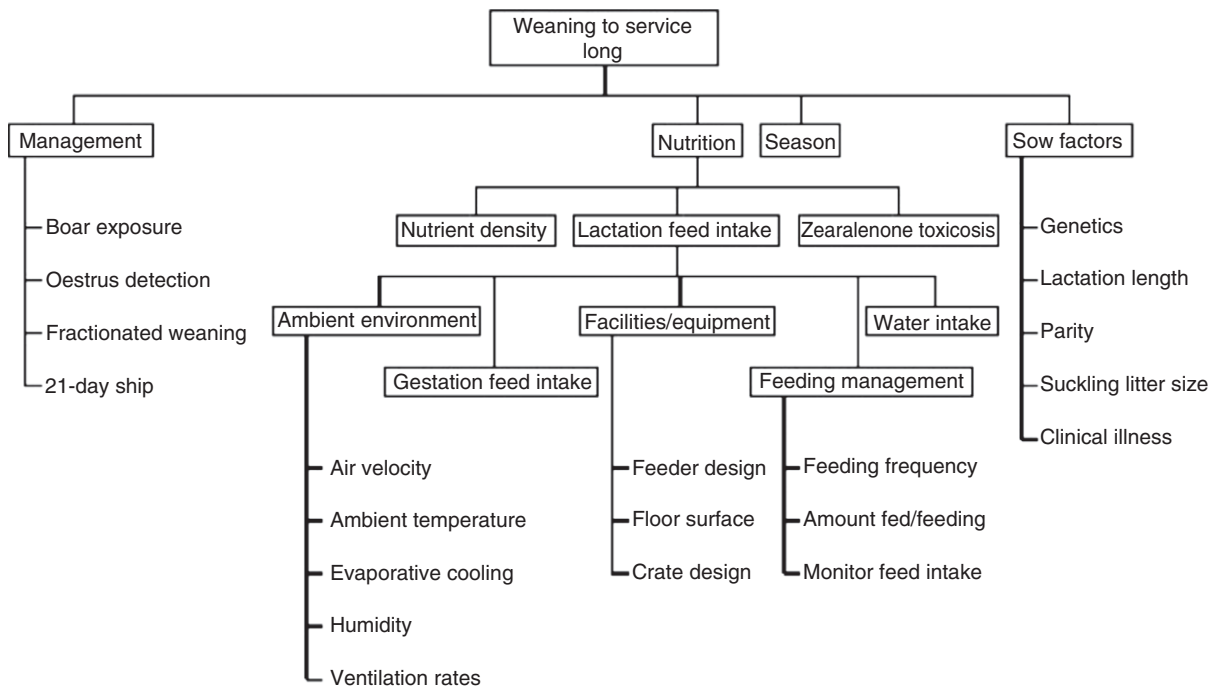 Weaning to service
long
Management
Nutrition
Season
Sow factors
Boar exposure
Oestrus detection
Fractionated weaning
21-day ship
Nutrient density
Lactation feed intake
Zearalenone toxicosis
Genetics
Lactation length
Parity
Suckling litter size
Clinical illness
Ambient environment
Facilities/equipment
Water intake
Gestation feed intake
Feeding management
Air velocity
Ambient temperature
Evaporative cooling
Humidity
Ventilation rates
Feeder design
Floor surface
Crate design
Feeding frequency
Amount fed/feeding
Monitor feed intake